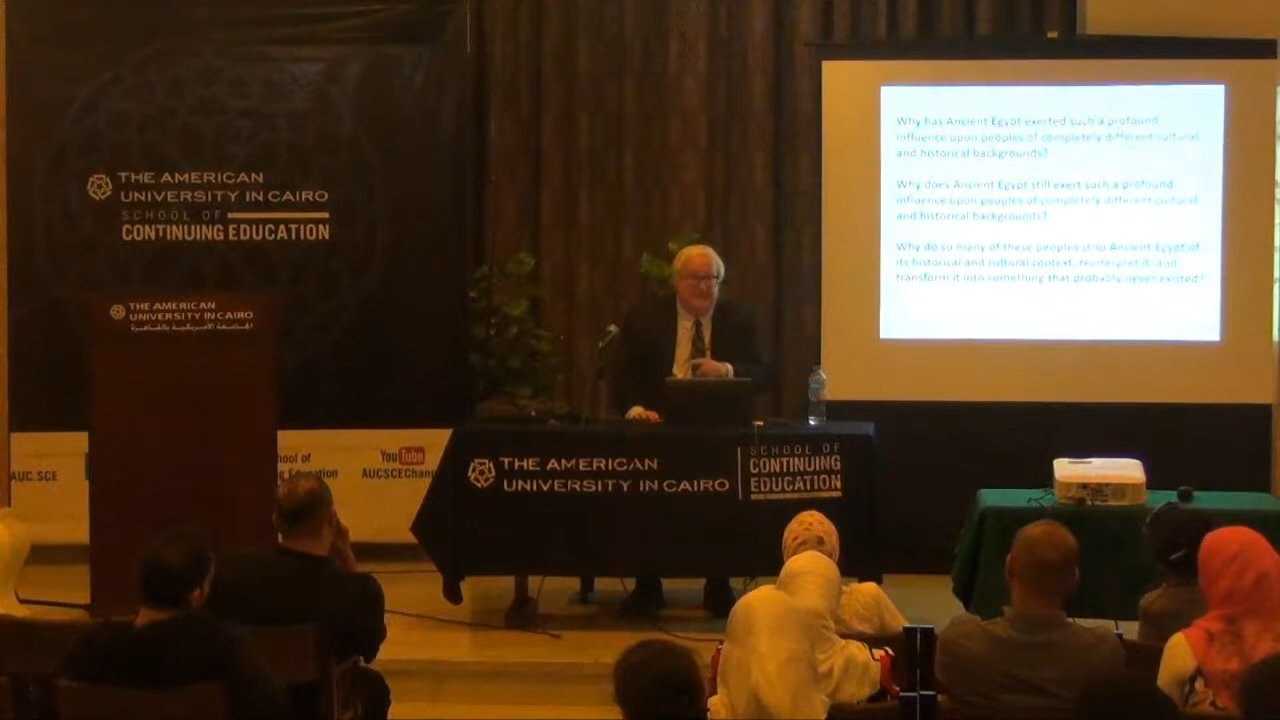 THE AMERICAN
UNIVERSITY IN CAIRO
SCHOOL OF
CONTINUING EDUCATION
THE AMERICAN
UNIVERSITY IN CAIRO
الجامعة الأمريكية بالقاهرة
AUC.SCE
hool of
e Education
YouTube
AUCSCEChann
THE AMERICAN
UNIVERSITY IN CAIRO
SCHOOL OF
CONTINUING
EDUCATION
Why has Ancient Egypt exerted such a profound
influence upon peoples of completely different cultural
and historical backgrounds?
Why does Ancient Egypt still exert such a profound
influence upon peoples of completely different cultural
and historical backgrounds?
Why do so many of these peoples strip Ancient Egypt of
its historical and cultural context, reinterpret it, and
transform it into something that probably never existed?